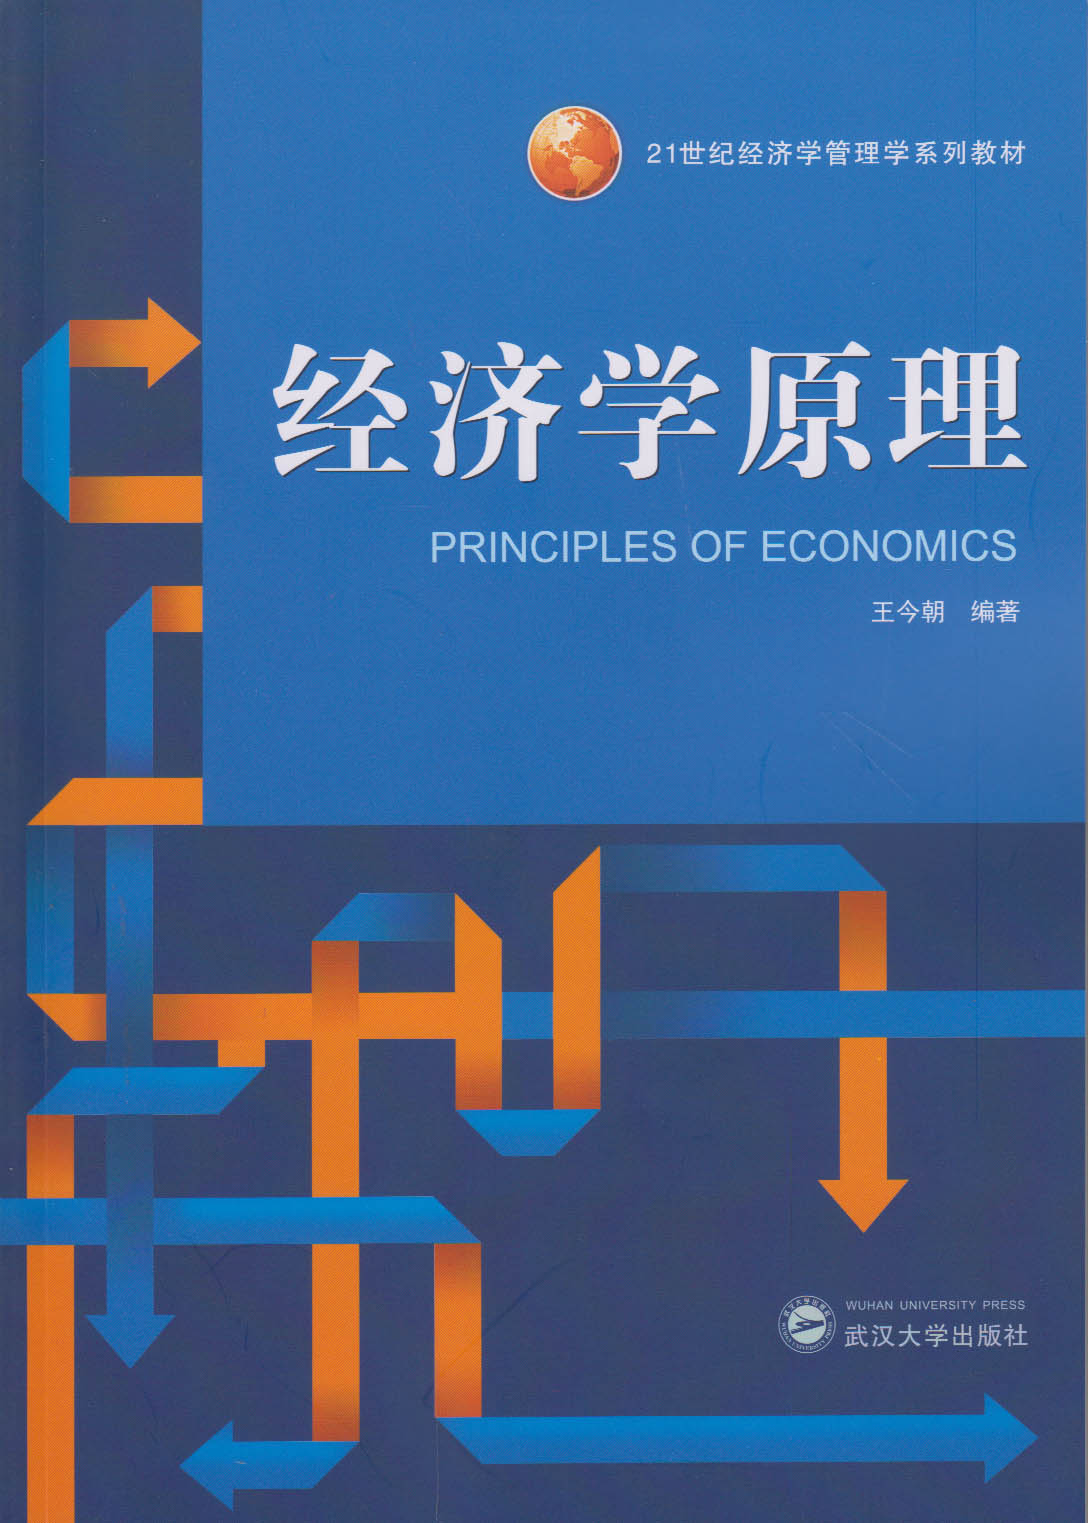 21世纪经济学管理学系列教材
经济学原理
PRINCIPLES OF ECONOMICS
王今朝 编著
WUHAN UNIVERSITY PRESS
武汉大学出版社